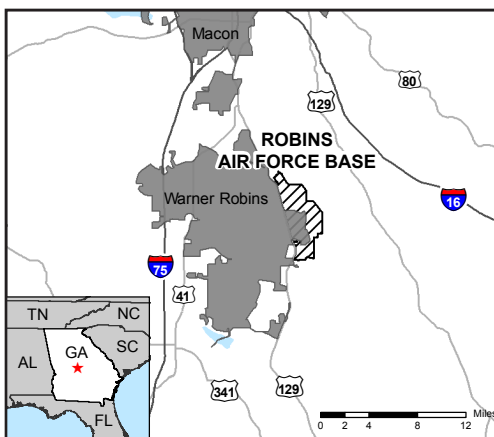 Macon
80
129
ROBINS
AIR FORCE BASE
Warner Robins
16
75
41
TN
NC
SC
AL
GA
FL
341
129
Miles
0 2 4 8 12